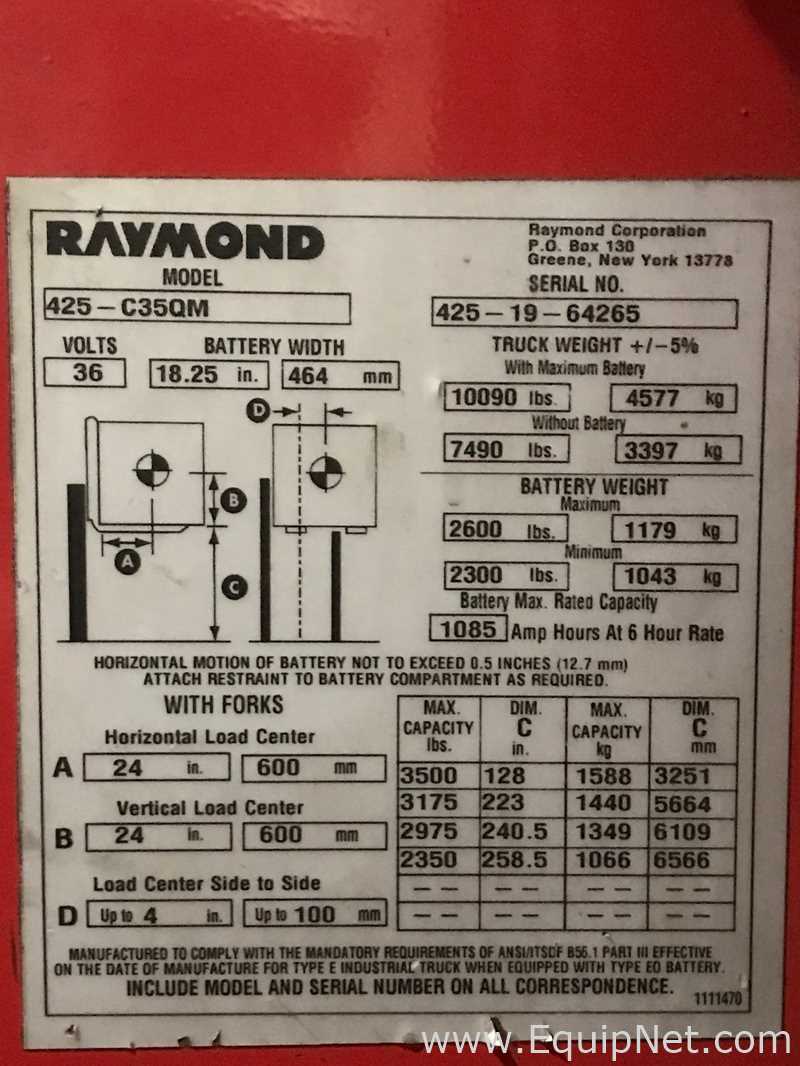 RAYMOND
Raymond Corporation
P.O. Box 130
Greene, New York 13778
MODEL
425-C35QM
SERIAL NO.
425-19-64265
VOLTS
36
BATTERY WIDTH
18.25 in. 464 mm
TRUCK WEIGHT +/-5%
With Maximum Battery
10090 lbs. 4577 kg
Without Battery
7490 lbs. 3397 kg
BATTERY WEIGHT
Maximum
2600 lbs. 1179 kg
Minimum
2300 lbs. 1043 kg
Battery Max. Rated Capacity
1085 Amp Hours At 6 Hour Rate
D
B
A
C
HORIZONTAL MOTION OF BATTERY NOT TO EXCEED 0.5 INCHES (12.7 mm)
ATTACH RESTRAINT TO BATTERY COMPARTMENT AS REQUIRED.
WITH FORKS
Horizontal Load Center
A 24 in. 600 mm
Vertical Load Center
B 24 in. 600 mm
Load Center Side to Side
D Up to 4 in. Up to 100 mm
MAX. CAPACITY lbs. DIM. C in. MAX. CAPACITY kg DIM. C mm
3500 128 1588 3251
3175 223 1440 5664
2975 240.5 1349 6109
2350 258.5 1066 6566
-- -- -- --
-- -- -- --
MANUFACTURED TO COMPLY WITH THE MANDATORY REQUIREMENTS OF ANSI/ITSDF B56.1 PART III EFFECTIVE
ON THE DATE OF MANUFACTURE FOR TYPE E INDUSTRIAL TRUCK WHEN EQUIPPED WITH TYPE EO BATTERY.
INCLUDE MODEL AND SERIAL NUMBER ON ALL CORRESPONDENCE.
1111470
www.EquipNet.com